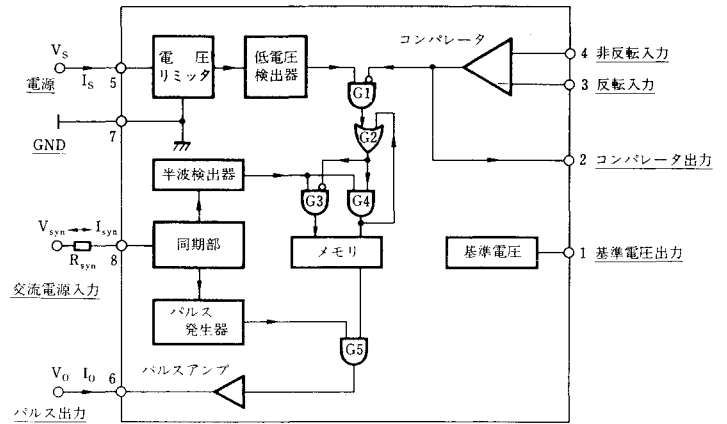 V_S
I_S
5
電源
電圧
リミッタ
低電圧
検出器
コンパレータ
4 非反転入力
3 反転入力
G1
G2
7
GND
2 コンパレータ出力
半波検出器
G3
G4
V_syn
I_syn
R_syn
8
交流電源入力
同期部
メモリ
基準電圧
1 基準電圧出力
パルス
発生器
G5
V_O
I_O
6
パルス出力
パルスアンプ